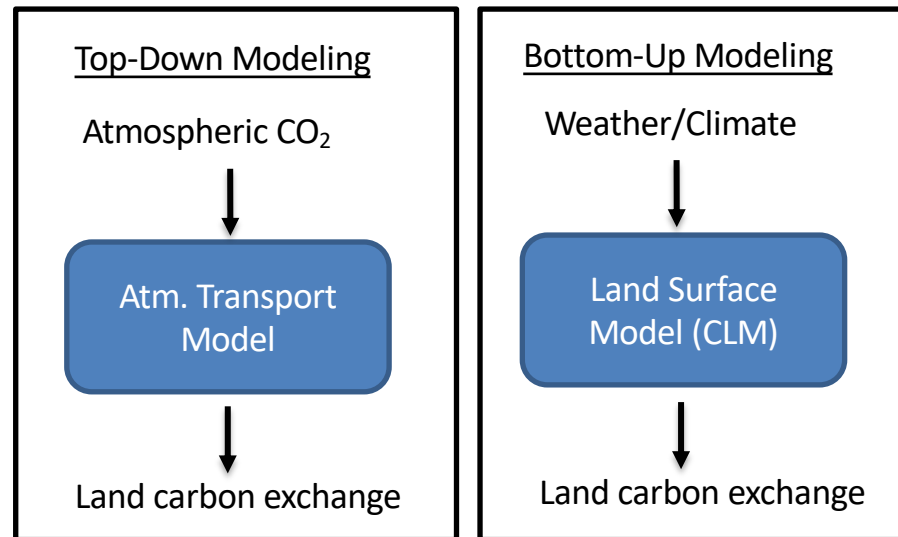 Top-Down Modeling
Atmospheric CO₂
Atm. Transport
Model
Land carbon exchange
Bottom-Up Modeling
Weather/Climate
Land Surface
Model (CLM)
Land carbon exchange